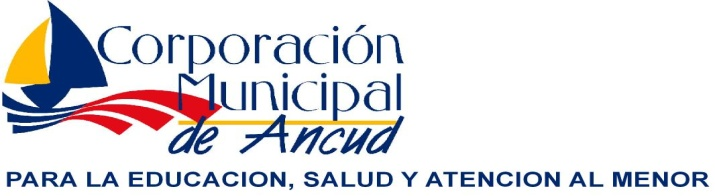 Corporación
Municipal
de Ancud
PARA LA EDUCACION, SALUD Y ATENCION AL MENOR